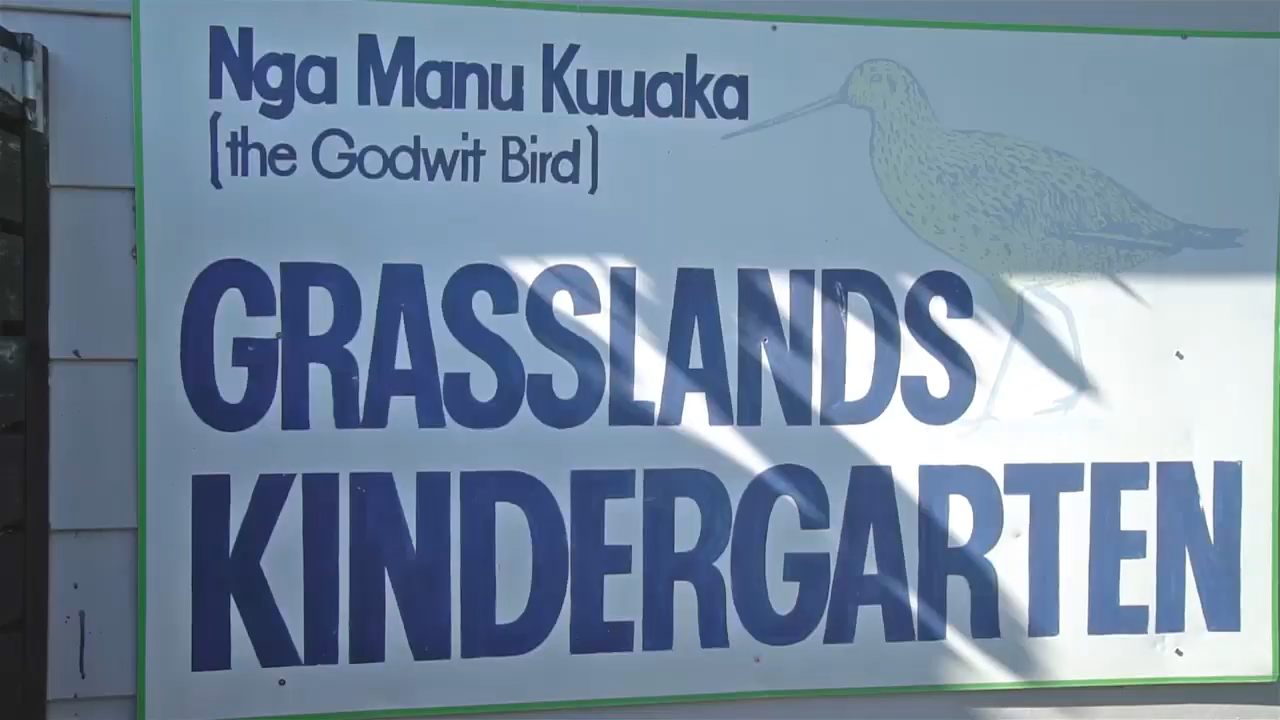 Nga Manu Kuuaka
(the Godwit Bird)
GRASSLANDS
KINDERGARTEN